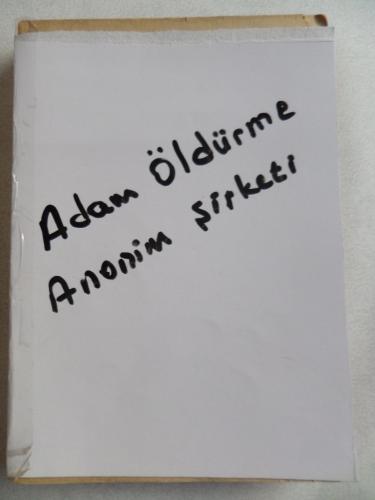 Adam Öldürme
Anonim Şirketi